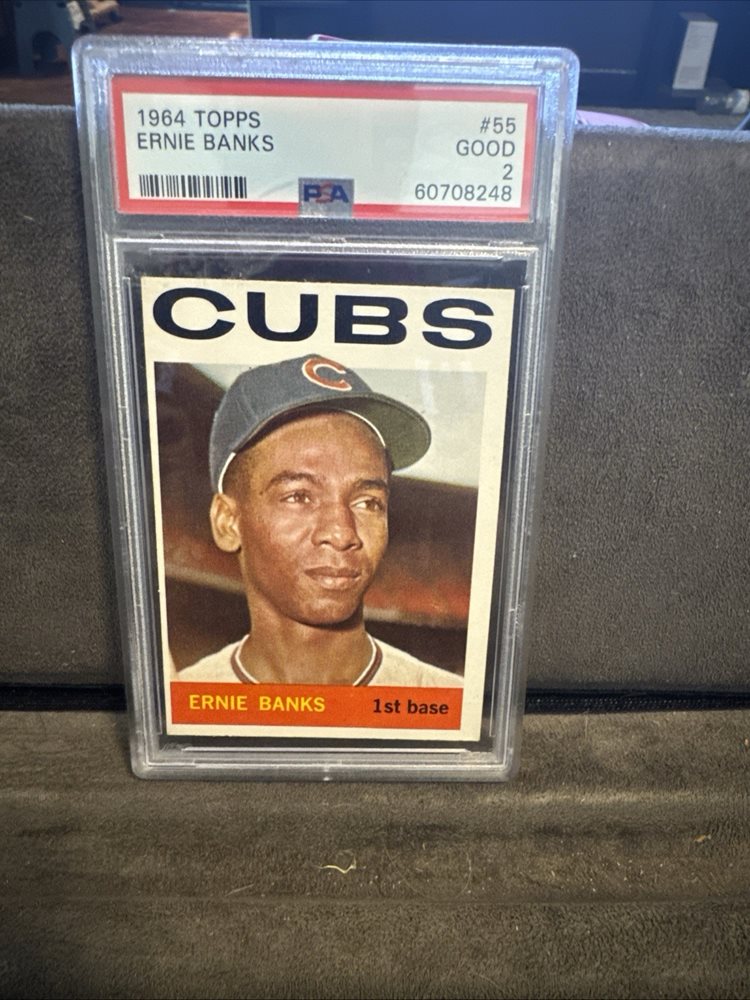 1964 TOPPS
ERNIE BANKS
#55
GOOD
2
60708248
PSA
CUBS
C
ERNIE BANKS
1st base